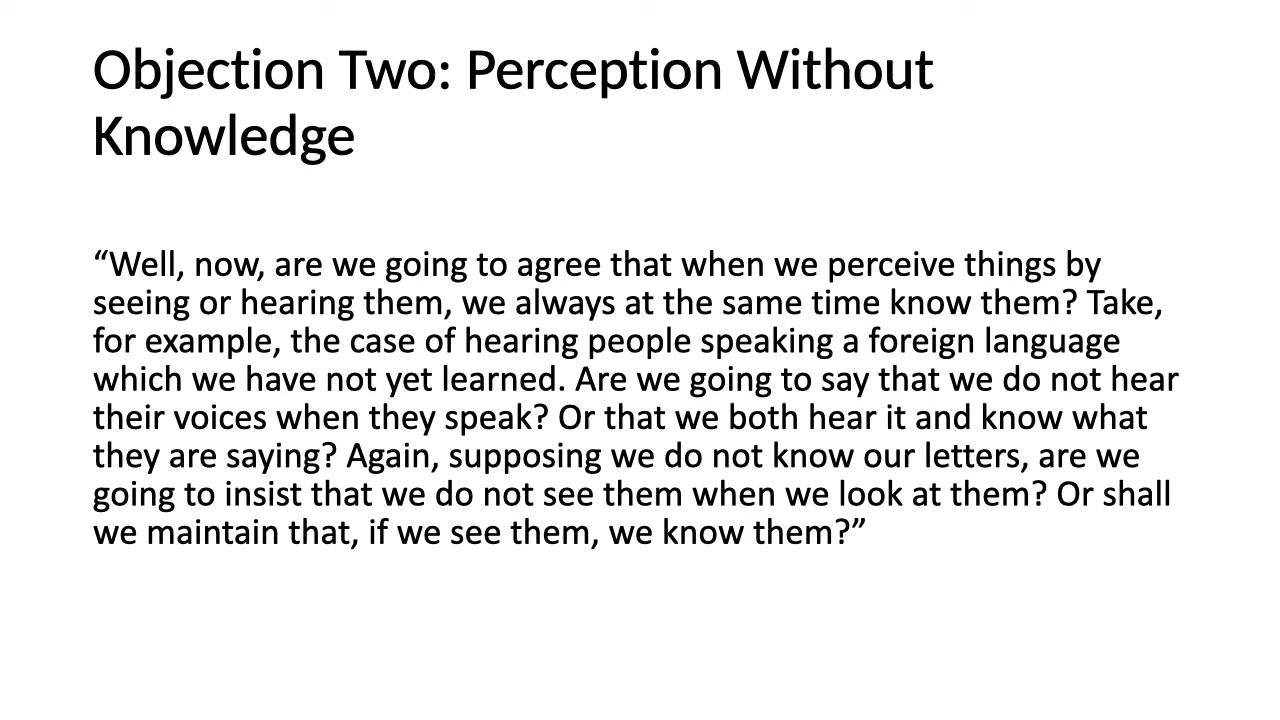 Objection Two: Perception Without
Knowledge
“Well, now, are we going to agree that when we perceive things by
seeing or hearing them, we always at the same time know them? Take,
for example, the case of hearing people speaking a foreign language
which we have not yet learned. Are we going to say that we do not hear
their voices when they speak? Or that we both hear it and know what
they are saying? Again, supposing we do not know our letters, are we
going to insist that we do not see them when we look at them? Or shall
we maintain that, if we see them, we know them?”